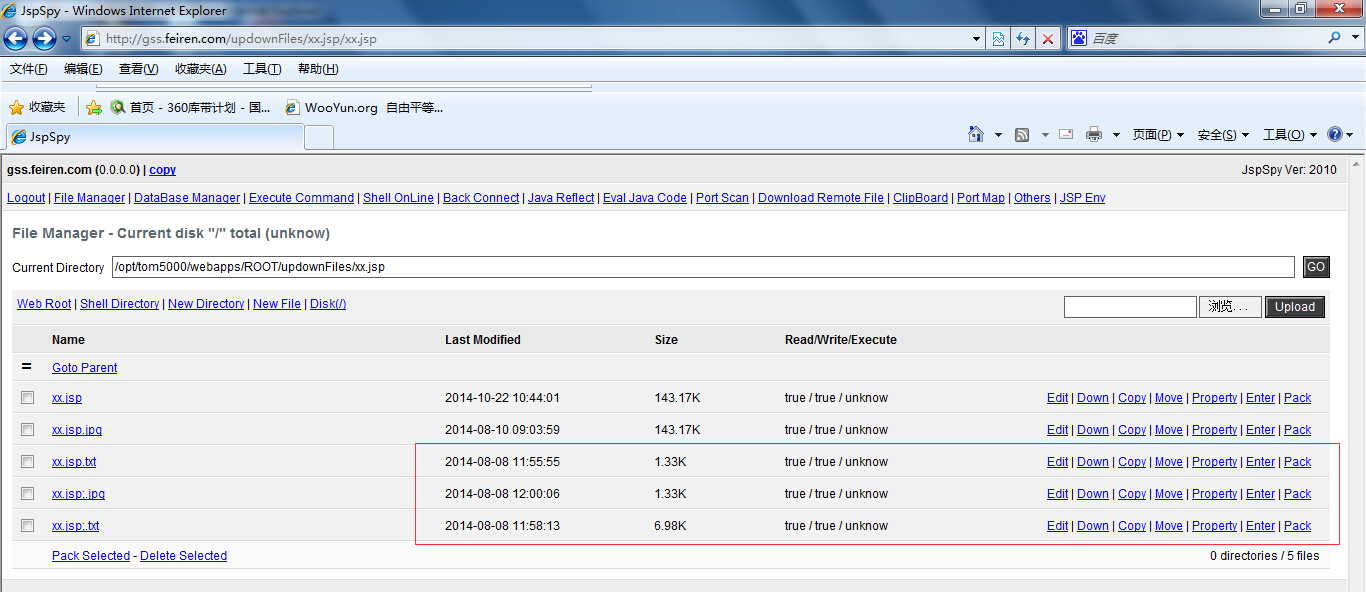 JspSpy - Windows Internet Explorer
http://gss.feiren.com/updownFiles/xx.jsp/xx.jsp 百度
文件(F) 编辑(E) 查看(V) 收藏夹(A) 工具(T) 帮助(H)
收藏夹 首页 - 360库带计划 - 国... WooYun.org 自由平等...
JspSpy 页面(P) 安全(S) 工具(O)
gss.feiren.com (0.0.0.0) | copy JspSpy Ver: 2010
Logout | File Manager | DataBase Manager | Execute Command | Shell OnLine | Back Connect | Java Reflect | Eval Java Code | Port Scan | Download Remote File | ClipBoard | Port Map | Others | JSP Env
File Manager - Current disk "/" total (unknow)
Current Directory /opt/tom5000/webapps/ROOT/updownFiles/xx.jsp GO
Web Root | Shell Directory | New Directory | New File | Disk(/) 浏览... Upload
Name Last Modified Size Read/Write/Execute
= Goto Parent
xx.jsp 2014-10-22 10:44:01 143.17K true / true / unknow Edit | Down | Copy | Move | Property | Enter | Pack
xx.jsp.jpg 2014-08-10 09:03:59 143.17K true / true / unknow Edit | Down | Copy | Move | Property | Enter | Pack
xx.jsp.txt 2014-08-08 11:55:55 1.33K true / true / unknow Edit | Down | Copy | Move | Property | Enter | Pack
xx.jsp;.jpg 2014-08-08 12:00:06 1.33K true / true / unknow Edit | Down | Copy | Move | Property | Enter | Pack
xx.jsp;.txt 2014-08-08 11:58:13 6.98K true / true / unknow Edit | Down | Copy | Move | Property | Enter | Pack
Pack Selected - Delete Selected 0 directories / 5 files